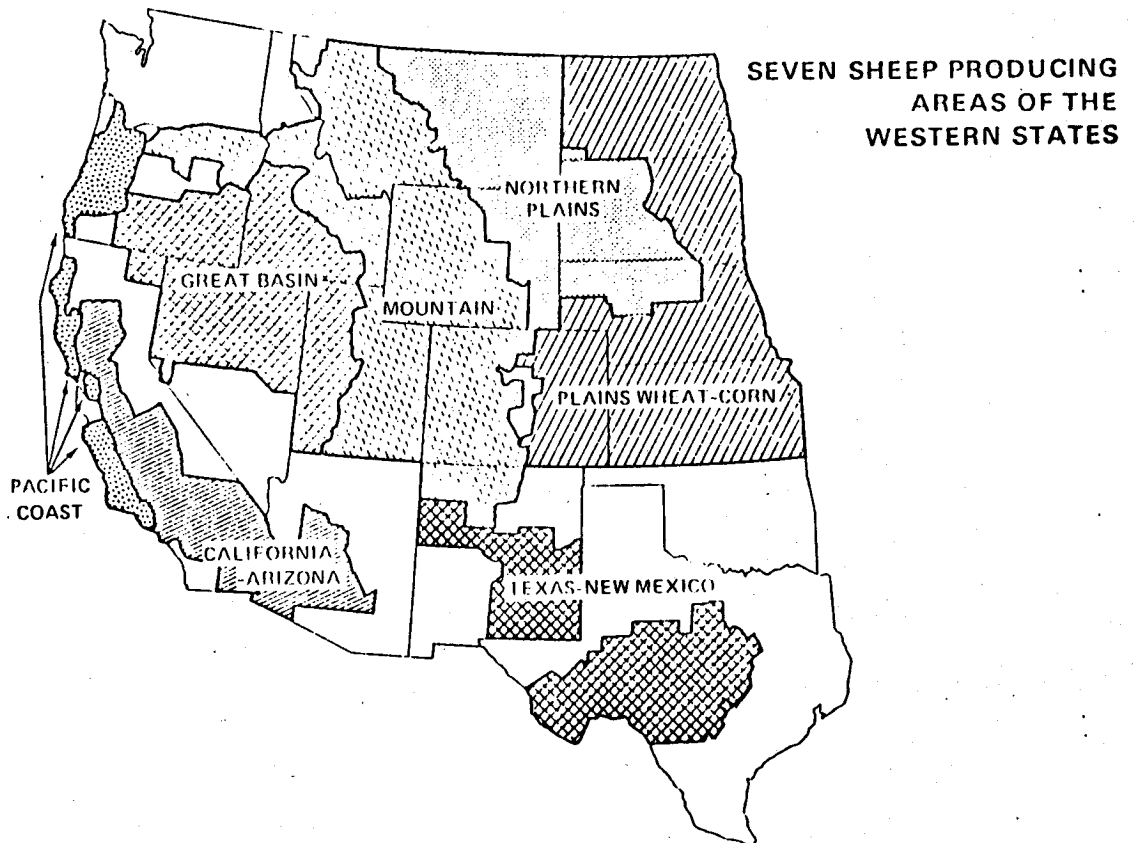 SEVEN SHEEP PRODUCING
AREAS OF THE
WESTERN STATES
NORTHERN
PLAINS
GREAT BASIN
MOUNTAIN
PLAINS WHEAT-CORN
PACIFIC
COAST
CALIFORNIA
-ARIZONA
TEXAS-NEW MEXICO